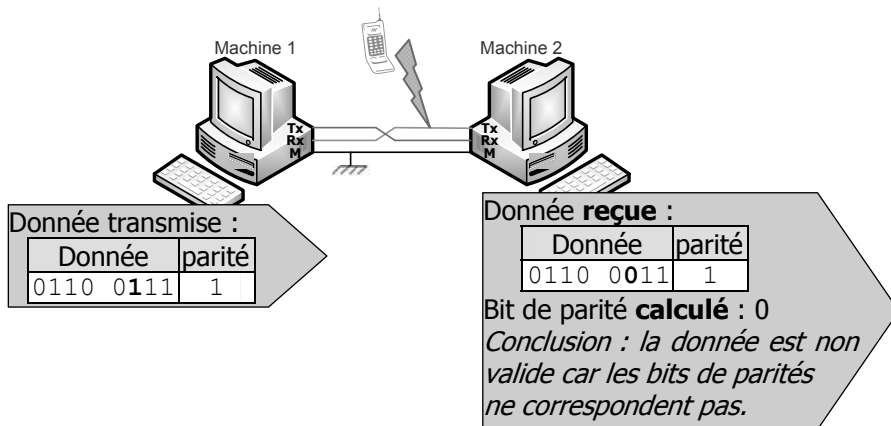 Machine 1
Machine 2
Tx
Rx
M
Tx
Rx
M
Donnée transmise :
Donnée parité
0110 0111 1
Donnée reçue :
Donnée parité
0110 0011 1
Bit de parité calculé : 0
Conclusion : la donnée est non
valide car les bits de parités
ne correspondent pas.